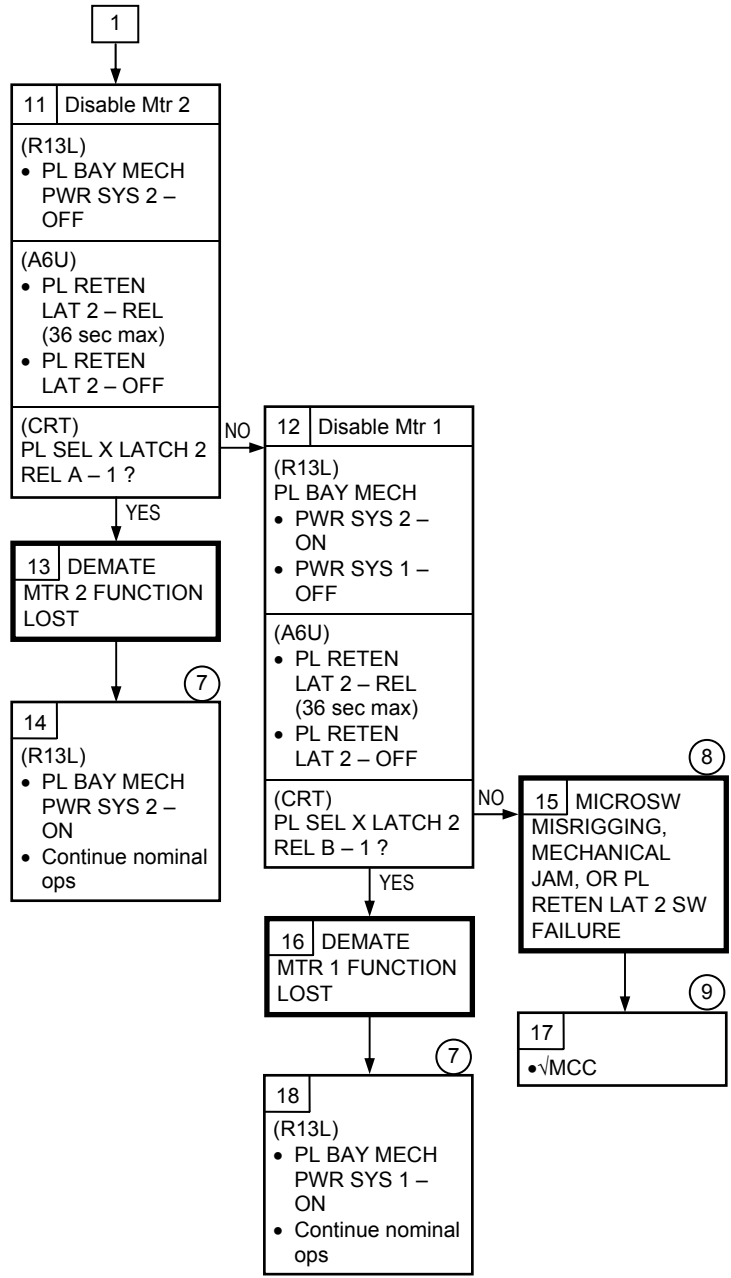 1
11 Disable Mtr 2
(R13L)
• PL BAY MECH
PWR SYS 2 –
OFF
(A6U)
• PL RETEN
LAT 2 – REL
(36 sec max)
• PL RETEN
LAT 2 – OFF
(CRT)
PL SEL X LATCH 2
REL A – 1 ?
NO
YES
12 Disable Mtr 1
(R13L)
PL BAY MECH
• PWR SYS 2 –
ON
• PWR SYS 1 –
OFF
(A6U)
• PL RETEN
LAT 2 – REL
(36 sec max)
• PL RETEN
LAT 2 – OFF
(CRT)
PL SEL X LATCH 2
REL B – 1 ?
NO
YES
13 DEMATE
MTR 2 FUNCTION
LOST
7
14
(R13L)
• PL BAY MECH
PWR SYS 2 –
ON
• Continue nominal
ops
8
15 MICROSW
MISRIGGING,
MECHANICAL
JAM, OR PL
RETEN LAT 2 SW
FAILURE
16 DEMATE
MTR 1 FUNCTION
LOST
9
17
•√MCC
7
18
(R13L)
• PL BAY MECH
PWR SYS 1 –
ON
• Continue nominal
ops